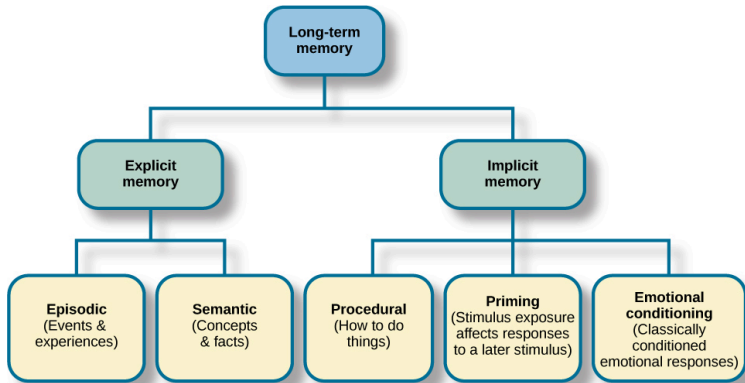 Long-term
memory
Explicit
memory
Implicit
memory
Episodic
(Events &
experiences)
Semantic
(Concepts
& facts)
Procedural
(How to do
things)
Priming
(Stimulus exposure
affects responses
to a later stimulus)
Emotional
conditioning
(Classically
conditioned
emotional responses)